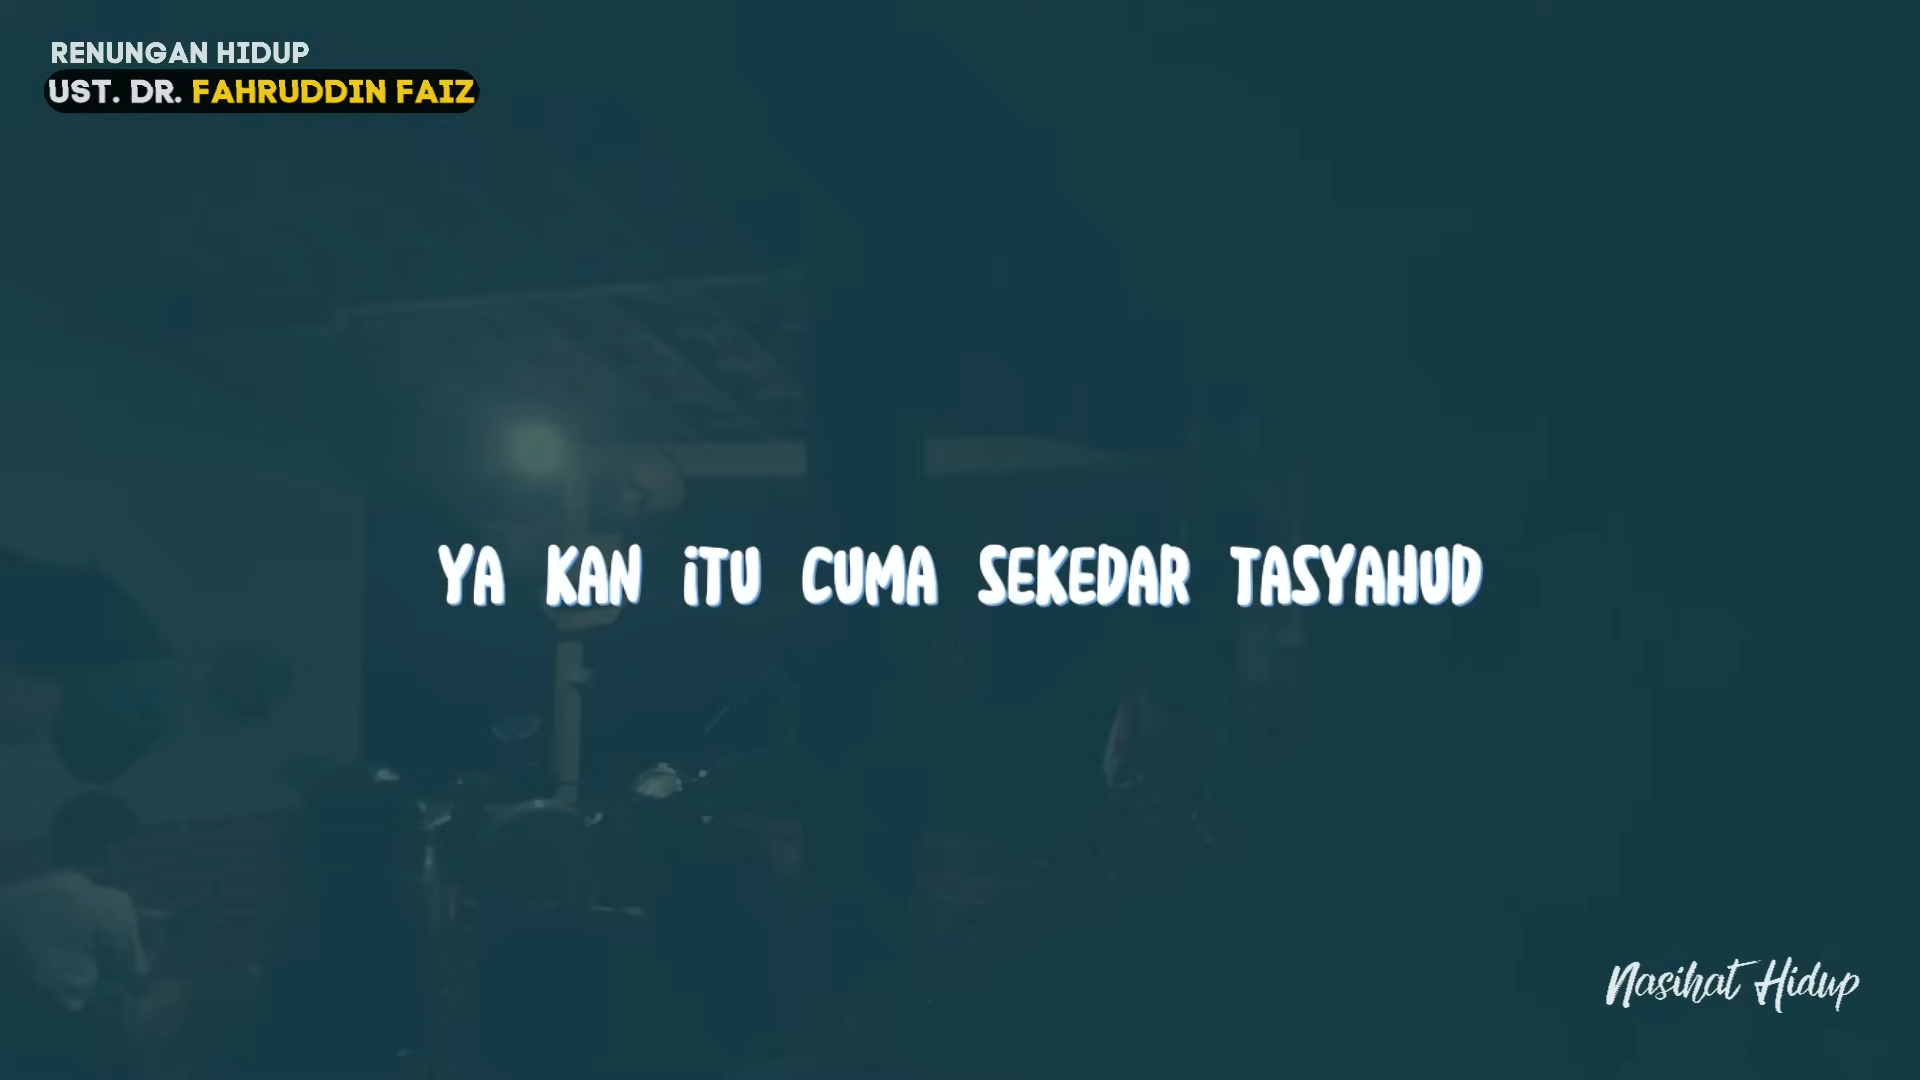 RENUNGAN HIDUP
UST. DR. FAHRUDDIN FAIZ
YA KAN iTU CUMA SEKEDAR TASYAHUD
Nasihat Hidup